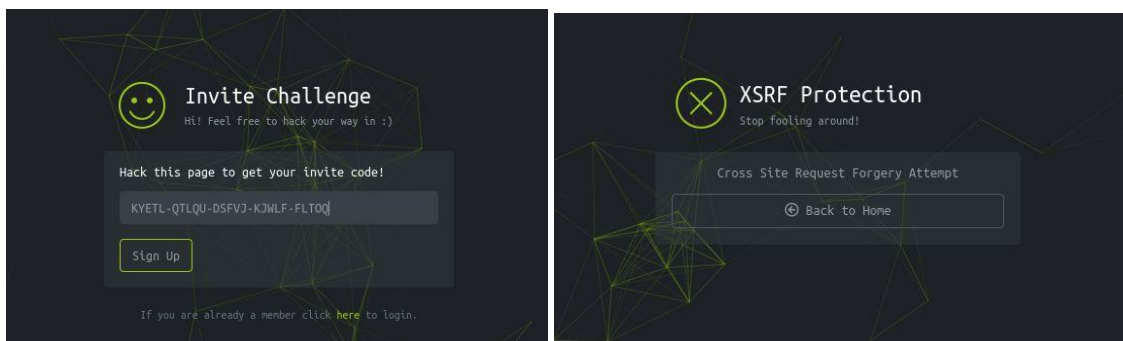 Invite Challenge
Hi! Feel free to hack your way in :)
Hack this page to get your invite code!
KYETL-QTLQU-DSFVJ-KJWLF-FLTOQ
Sign Up
If you are already a member click here to login.
XSRF Protection
Stop fooling around!
Cross Site Request Forgery Attempt
Back to Home